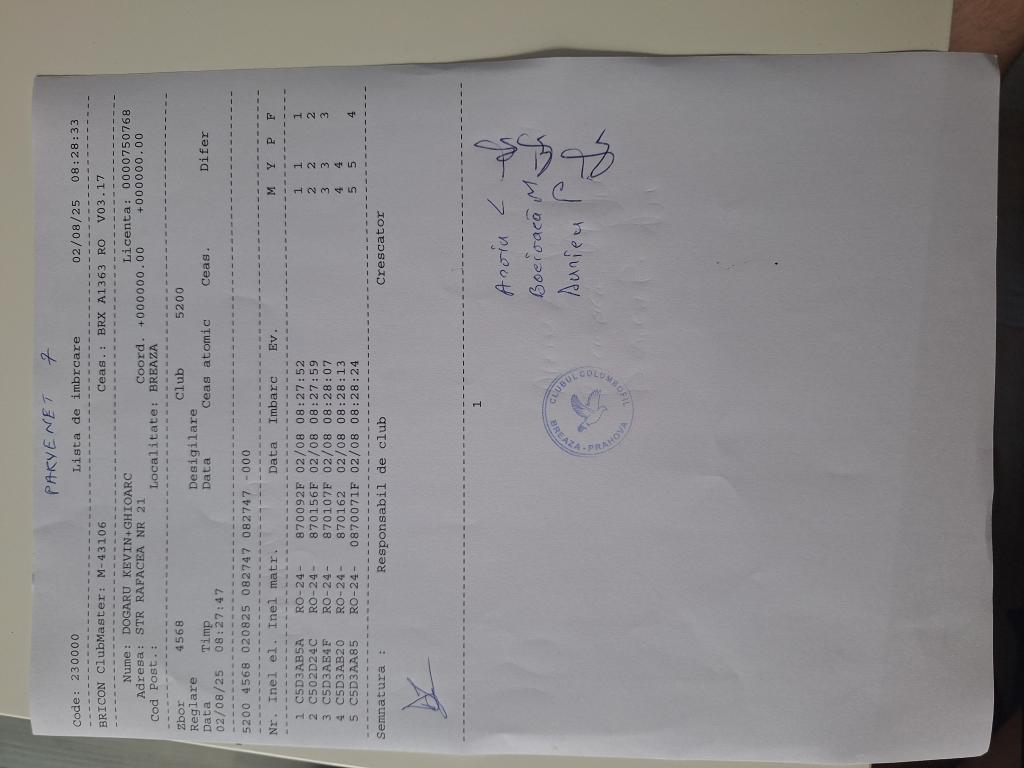 PARVENET 7
Code: 230000 Lista de imbrcare 02/08/25 08:28:33
BRICON ClubMaster: M-43106 Ceas.: BRX A1363 RO V03.17
Nume: DOGARU KEVIN+GHIOARC Licenta: 0000750768
Adresa: STR RAFACEA NR 21 Coord. +000000.00 +0000000.00
Cod Post.: Localitate: BREAZA
Zbor 4568 Club 5200
Reglare Desigilare
Data Timp Data Ceas atomic Ceas. Difer
02/08/25 08:27:47
5200 4568 020825 082747 082747 -000
Nr. Inel el. Inel matr. Data Imbarc Ev. M Y P F
1 C5D3AB5A RO-24- 870092F 02/08 08:27:52 1 1 1
2 C502D24C RO-24- 870156F 02/08 08:27:59 2 2 2
3 C5D3AE4F RO-24- 870107F 02/08 08:28:07 3 3 3
4 C5D3AB20 RO-24- 870162 02/08 08:28:13 4 4
5 C5D3AA85 RO-24- 0870071F 02/08 08:28:24 5 5 4
Semnatura : Responsabil de club Crescator
1
CLUBUL COLUMBOFIL
BREAZA - PRAHOVA